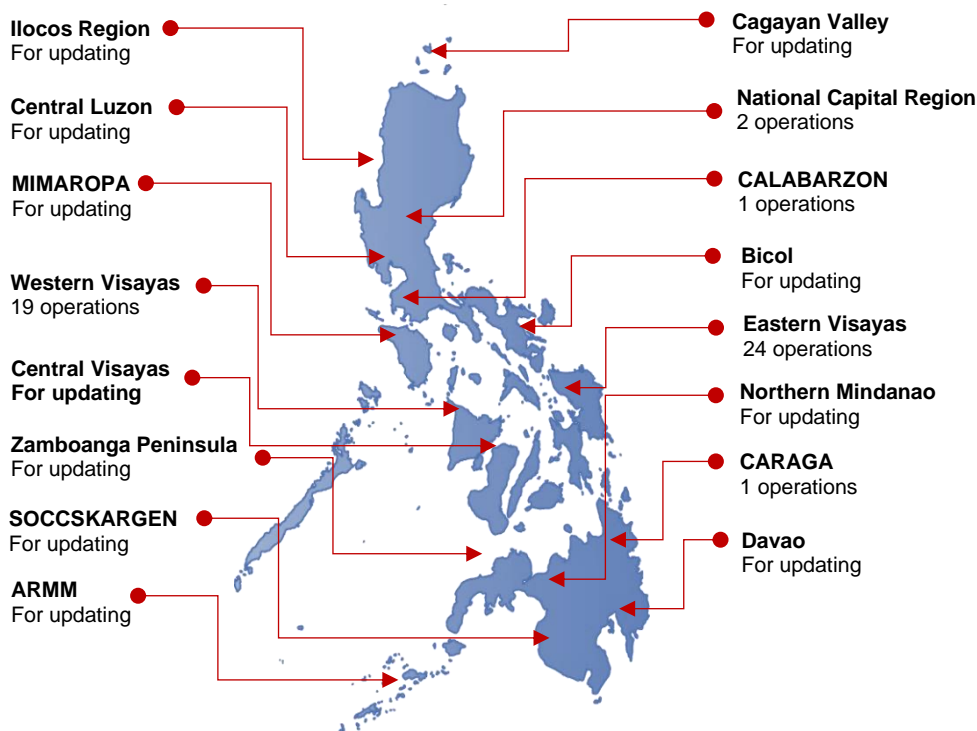 Ilocos Region
For updating
Central Luzon
For updating
MIMAROPA
For updating
Western Visayas
19 operations
Central Visayas
For updating
Zamboanga Peninsula
For updating
SOCCSKARGEN
For updating
ARMM
For updating
Cagayan Valley
For updating
National Capital Region
2 operations
CALABARZON
1 operations
Bicol
For updating
Eastern Visayas
24 operations
Northern Mindanao
For updating
CARAGA
1 operations
Davao
For updating